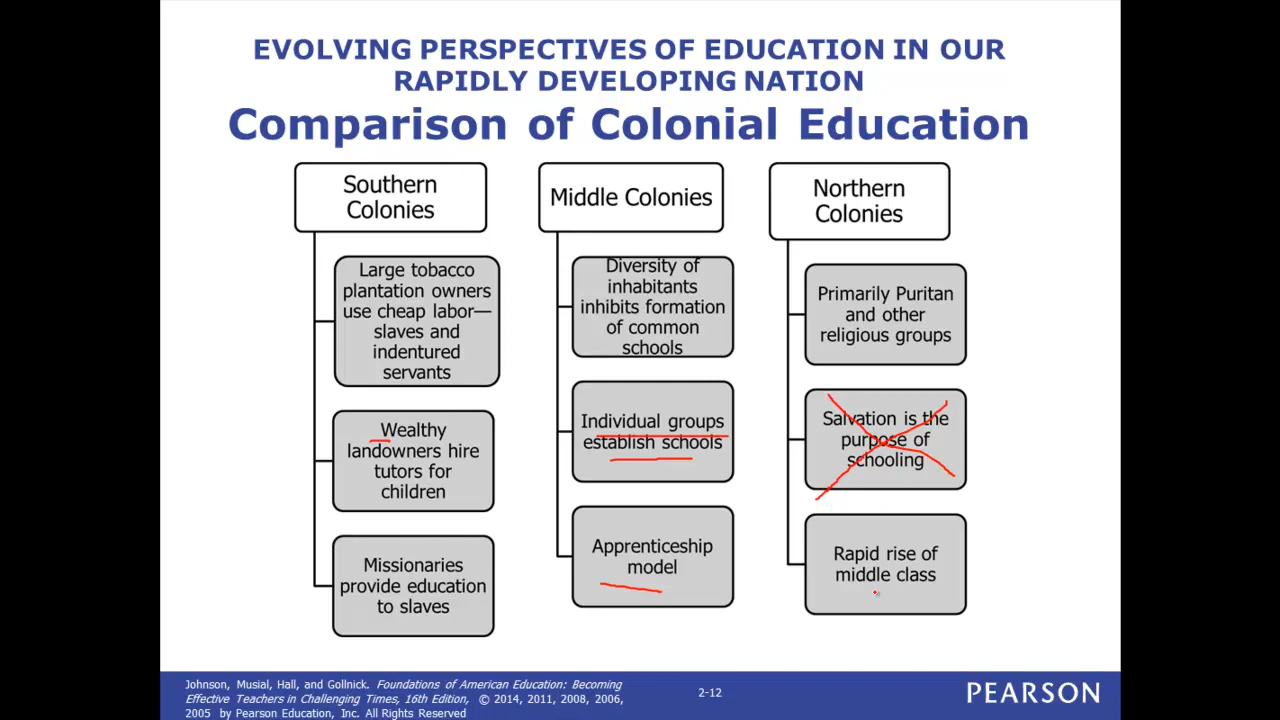 EVOLVING PERSPECTIVES OF EDUCATION IN OUR
RAPIDLY DEVELOPING NATION
Comparison of Colonial Education
Southern
Colonies
Large tobacco
plantation owners
use cheap labor—
slaves and
indentured
servants
Wealthy
landowners hire
tutors for
children
Missionaries
provide education
to slaves
Middle Colonies
Diversity of
inhabitants
inhibits formation
of common
schools
Individual groups
establish schools
Apprenticeship
model
Northern
Colonies
Primarily Puritan
and other
religious groups
Salvation is the
purpose of
schooling
Rapid rise of
middle class
Johnson, Musial, Hall, and Gollnick. Foundations of American Education: Becoming
Effective Teachers in Challenging Times, 16th Edition, © 2014, 2011, 2008, 2006,
2005 by Pearson Education, Inc. All Rights Reserved
2-12
PEARSON